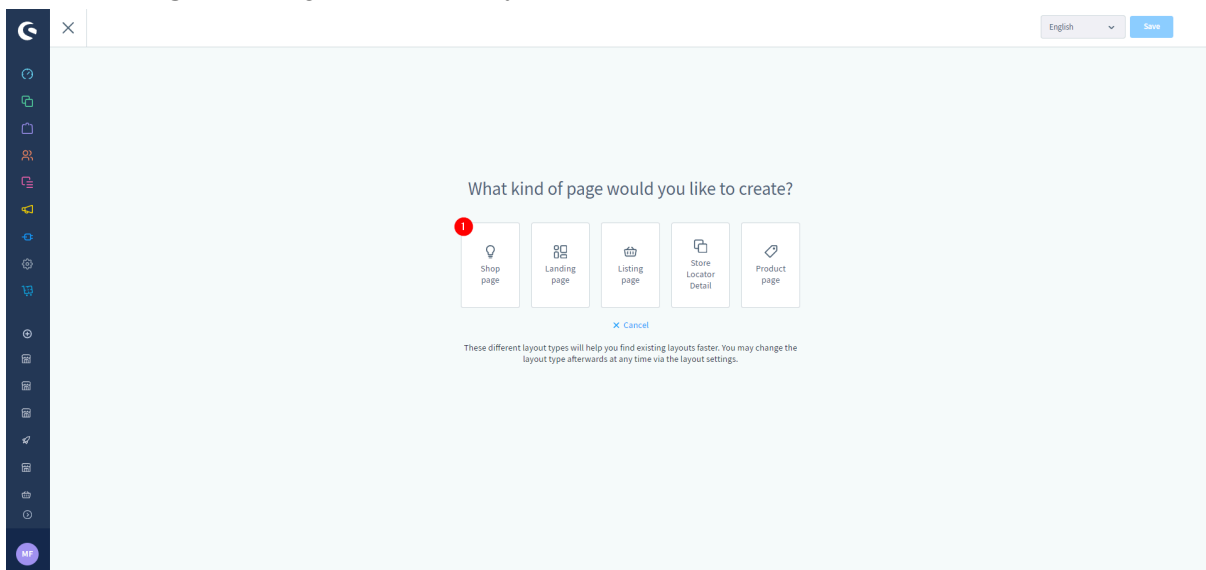 English
Save
What kind of page would you like to create?
1
Shop
page
Landing
page
Listing
page
Store
Locator
Detail
Product
page
× Cancel
These different layout types will help you find existing layouts faster. You may change the
layout type afterwards at any time via the layout settings.
MF